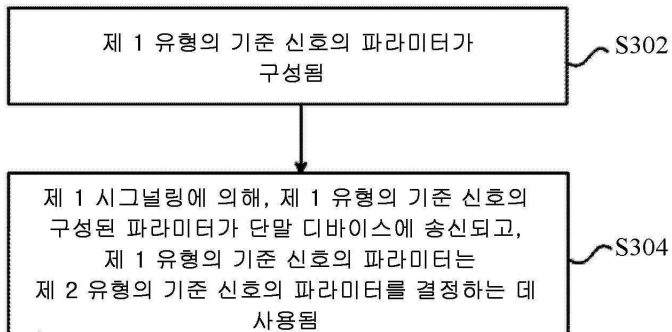 제 1 유형의 기준 신호의 파라미터가
구성됨
S302
제 1 시그널링에 의해, 제 1 유형의 기준 신호의
구성된 파라미터가 단말 디바이스에 송신되고,
제 1 유형의 기준 신호의 파라미터는
제 2 유형의 기준 신호의 파라미터를 결정하는 데
사용됨
S304